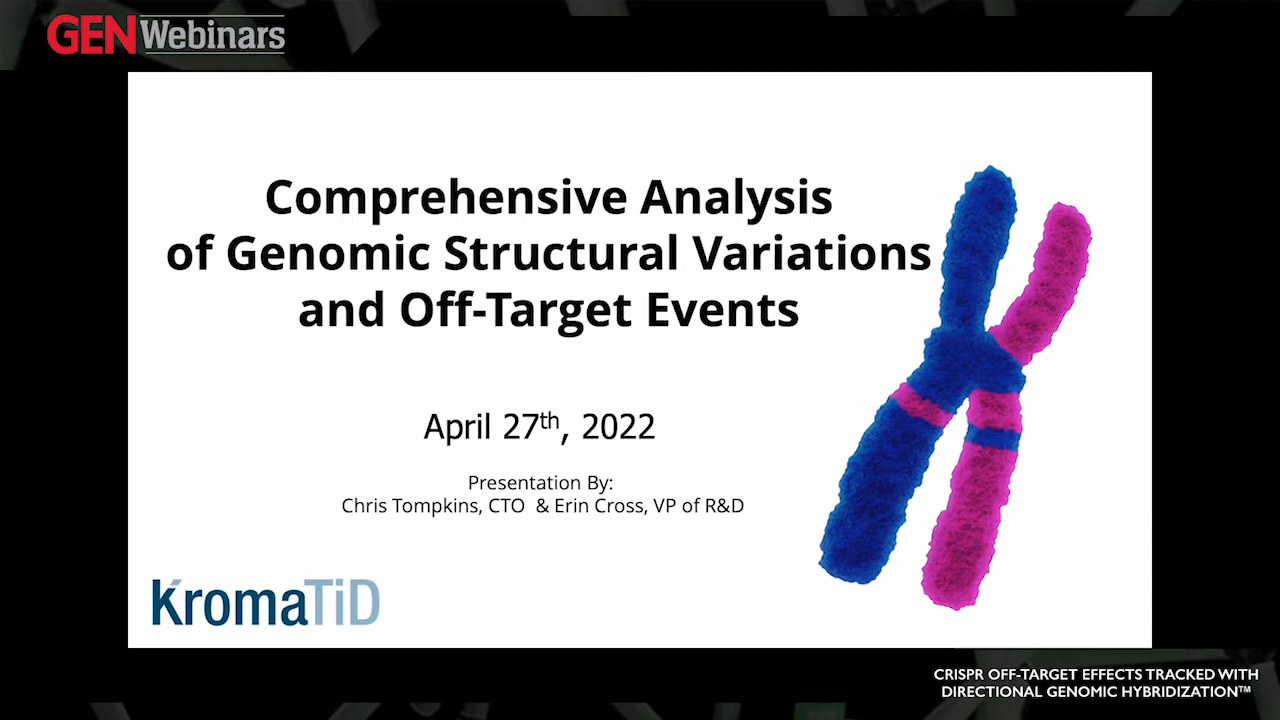 GEN Webinars
Comprehensive Analysis
of Genomic Structural Variations
and Off-Target Events
April 27th, 2022
Presentation By:
Chris Tompkins, CTO & Erin Cross, VP of R&D
KromaTiD
CRISPR OFF-TARGET EFFECTS TRACKED WITH
DIRECTIONAL GENOMIC HYBRIDIZATION™